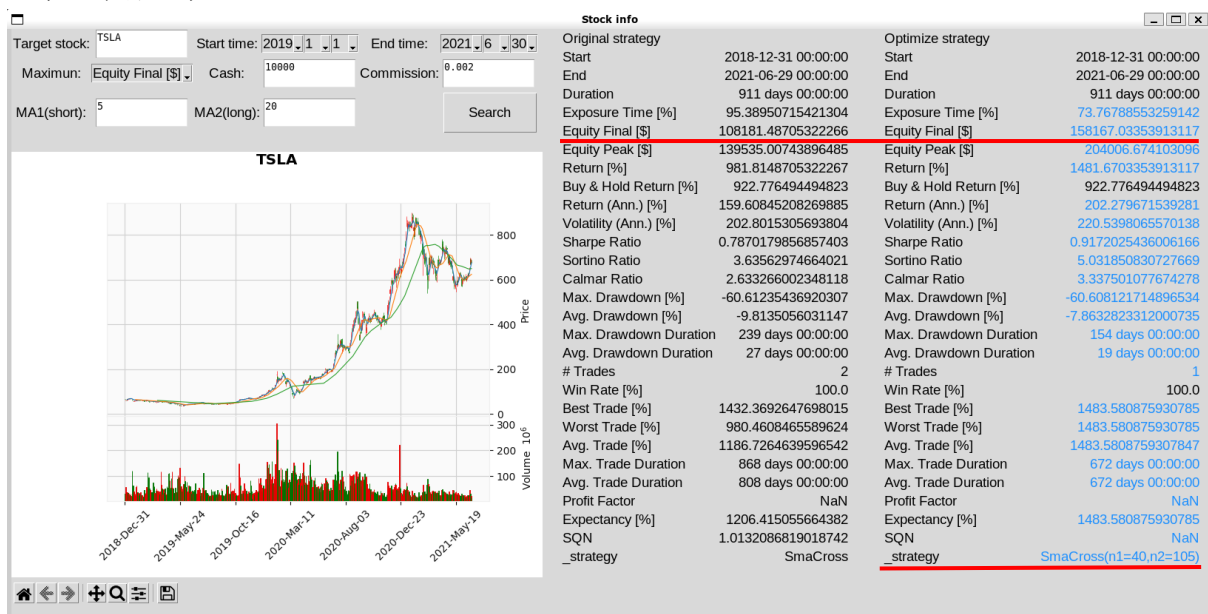 Stock info
Target stock: TSLA Start time: 2019 1 1 End time: 2021 6 30
Maximun: Equity Final [$] Cash: 10000 Commission: 0.002
MA1(short): 5 MA2(long): 20 Search
TSLA
800
600
400
200
0
Price
300
200
100
Volume 10^6
2018-Dec-31
2019-May-24
2019-Oct-16
2020-Mar-11
2020-Aug-03
2020-Dec-23
2021-May-19
Original strategy
Start 2018-12-31 00:00:00
End 2021-06-29 00:00:00
Duration 911 days 00:00:00
Exposure Time [%] 95.38950715421304
Equity Final [$] 108181.48705322266
Equity Peak [$] 139535.00743896485
Return [%] 981.8148705322267
Buy & Hold Return [%] 922.776494494823
Return (Ann.) [%] 159.60845208269885
Volatility (Ann.) [%] 202.8015305693804
Sharpe Ratio 0.7870179856857403
Sortino Ratio 3.63562974664021
Calmar Ratio 2.633266002348118
Max. Drawdown [%] -60.61235436920307
Avg. Drawdown [%] -9.8135056031147
Max. Drawdown Duration 239 days 00:00:00
Avg. Drawdown Duration 27 days 00:00:00
# Trades 2
Win Rate [%] 100.0
Best Trade [%] 1432.3692647698015
Worst Trade [%] 980.4608465589624
Avg. Trade [%] 1186.7264639596542
Max. Trade Duration 868 days 00:00:00
Avg. Trade Duration 808 days 00:00:00
Profit Factor NaN
Expectancy [%] 1206.415055664382
SQN 1.0132086819018742
_strategy SmaCross
Optimize strategy
Start 2018-12-31 00:00:00
End 2021-06-29 00:00:00
Duration 911 days 00:00:00
Exposure Time [%] 73.76788553259142
Equity Final [$] 158167.03353913117
Equity Peak [$] 204006.674103096
Return [%] 1481.6703353913117
Buy & Hold Return [%] 922.776494494823
Return (Ann.) [%] 202.279671539281
Volatility (Ann.) [%] 220.5398065570138
Sharpe Ratio 0.9172025436006166
Sortino Ratio 5.031850830727669
Calmar Ratio 3.337501077674278
Max. Drawdown [%] -60.608121714896534
Avg. Drawdown [%] -7.8632823312000735
Max. Drawdown Duration 154 days 00:00:00
Avg. Drawdown Duration 19 days 00:00:00
# Trades 1
Win Rate [%] 100.0
Best Trade [%] 1483.580875930785
Worst Trade [%] 1483.580875930785
Avg. Trade [%] 1483.5808759307847
Max. Trade Duration 672 days 00:00:00
Avg. Trade Duration 672 days 00:00:00
Profit Factor NaN
Expectancy [%] 1483.580875930785
SQN NaN
_strategy SmaCross(n1=40,n2=105)